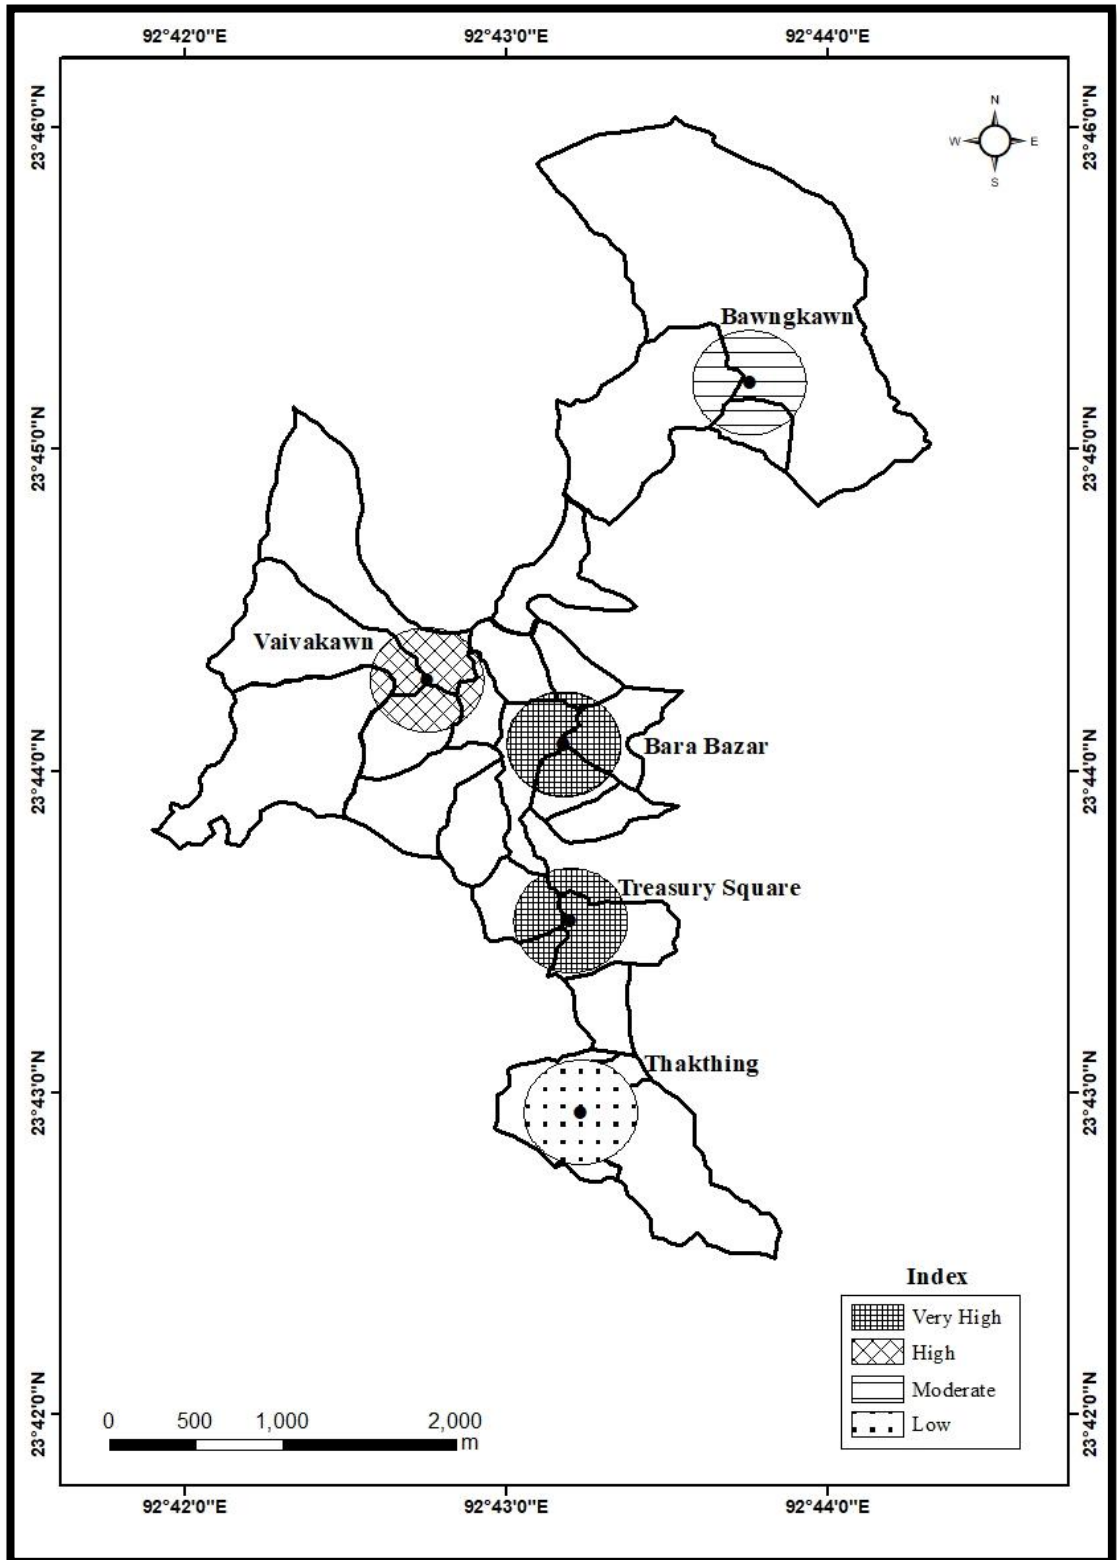 92°42'0"E 92°43'0"E 92°44'0"E
23°46'0"N 23°46'0"N
N
W E
S
Bawngkawn
23°45'0"N 23°45'0"N
Vaivakawn
Bara Bazar
23°44'0"N 23°44'0"N
Treasury Square
Thakthing
23°43'0"N 23°43'0"N
Index
Very High
High
Moderate
Low
23°42'0"N 23°42'0"N
0 500 1,000 2,000
m
92°42'0"E 92°43'0"E 92°44'0"E